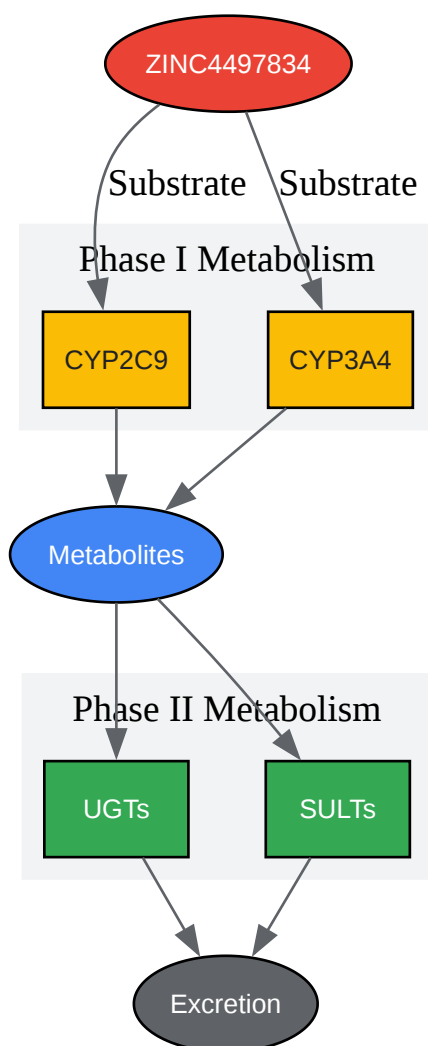 ZINC4497834
Substrate
Substrate
Phase I Metabolism
CYP2C9
CYP3A4
Metabolites
Phase II Metabolism
UGTs
SULTs
Excretion